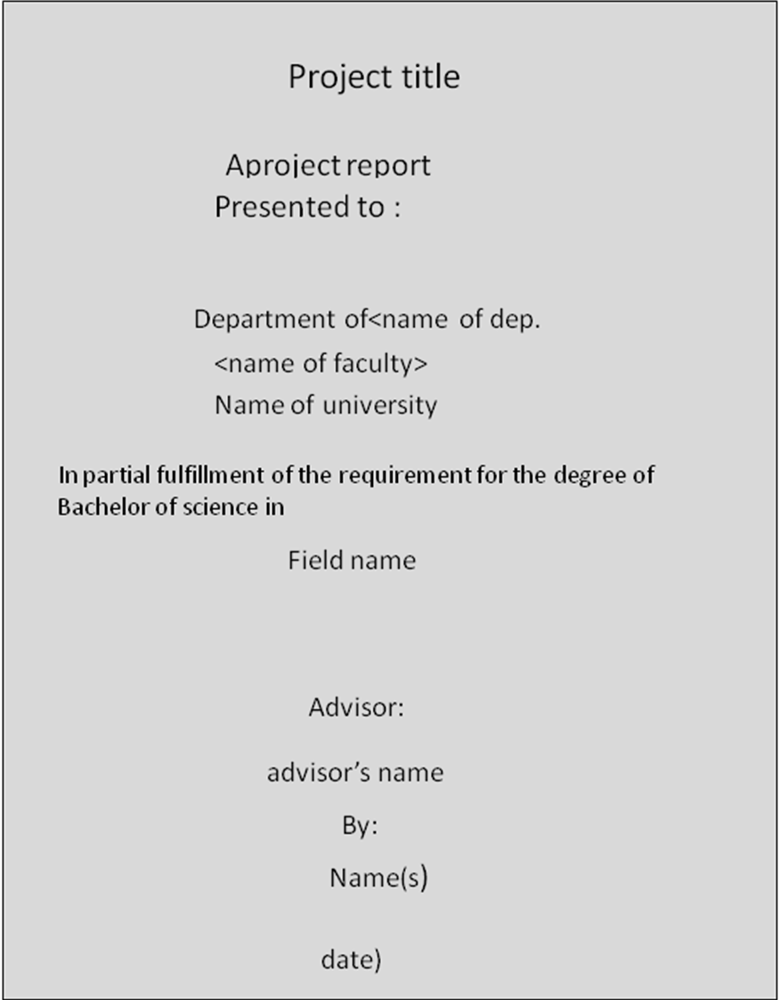 Project title
Aproject report
Presented to :
Department of<name of dep.
<name of faculty>
Name of university
In partial fulfillment of the requirement for the degree of
Bachelor of science in
Field name
Advisor:
advisor’s name
By:
Name(s)
date)